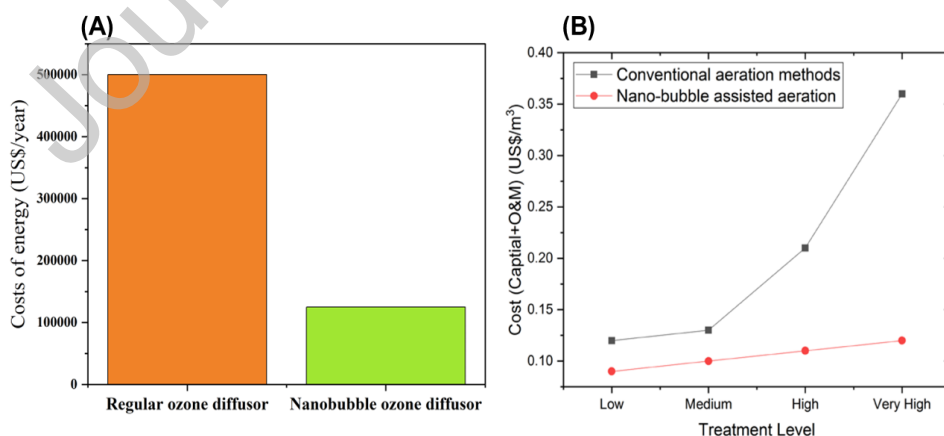 (A)
Jour
Costs of energy (US$/year)
500000
400000
300000
200000
100000
0
Regular ozone diffusor
Nanobubble ozone diffusor
(B)
Conventional aeration methods
Nano-bubble assisted aeration
Cost (Captial+O&M) (US$/m³)
0.40
0.35
0.30
0.25
0.20
0.15
0.10
Low
Medium
High
Very High
Treatment Level